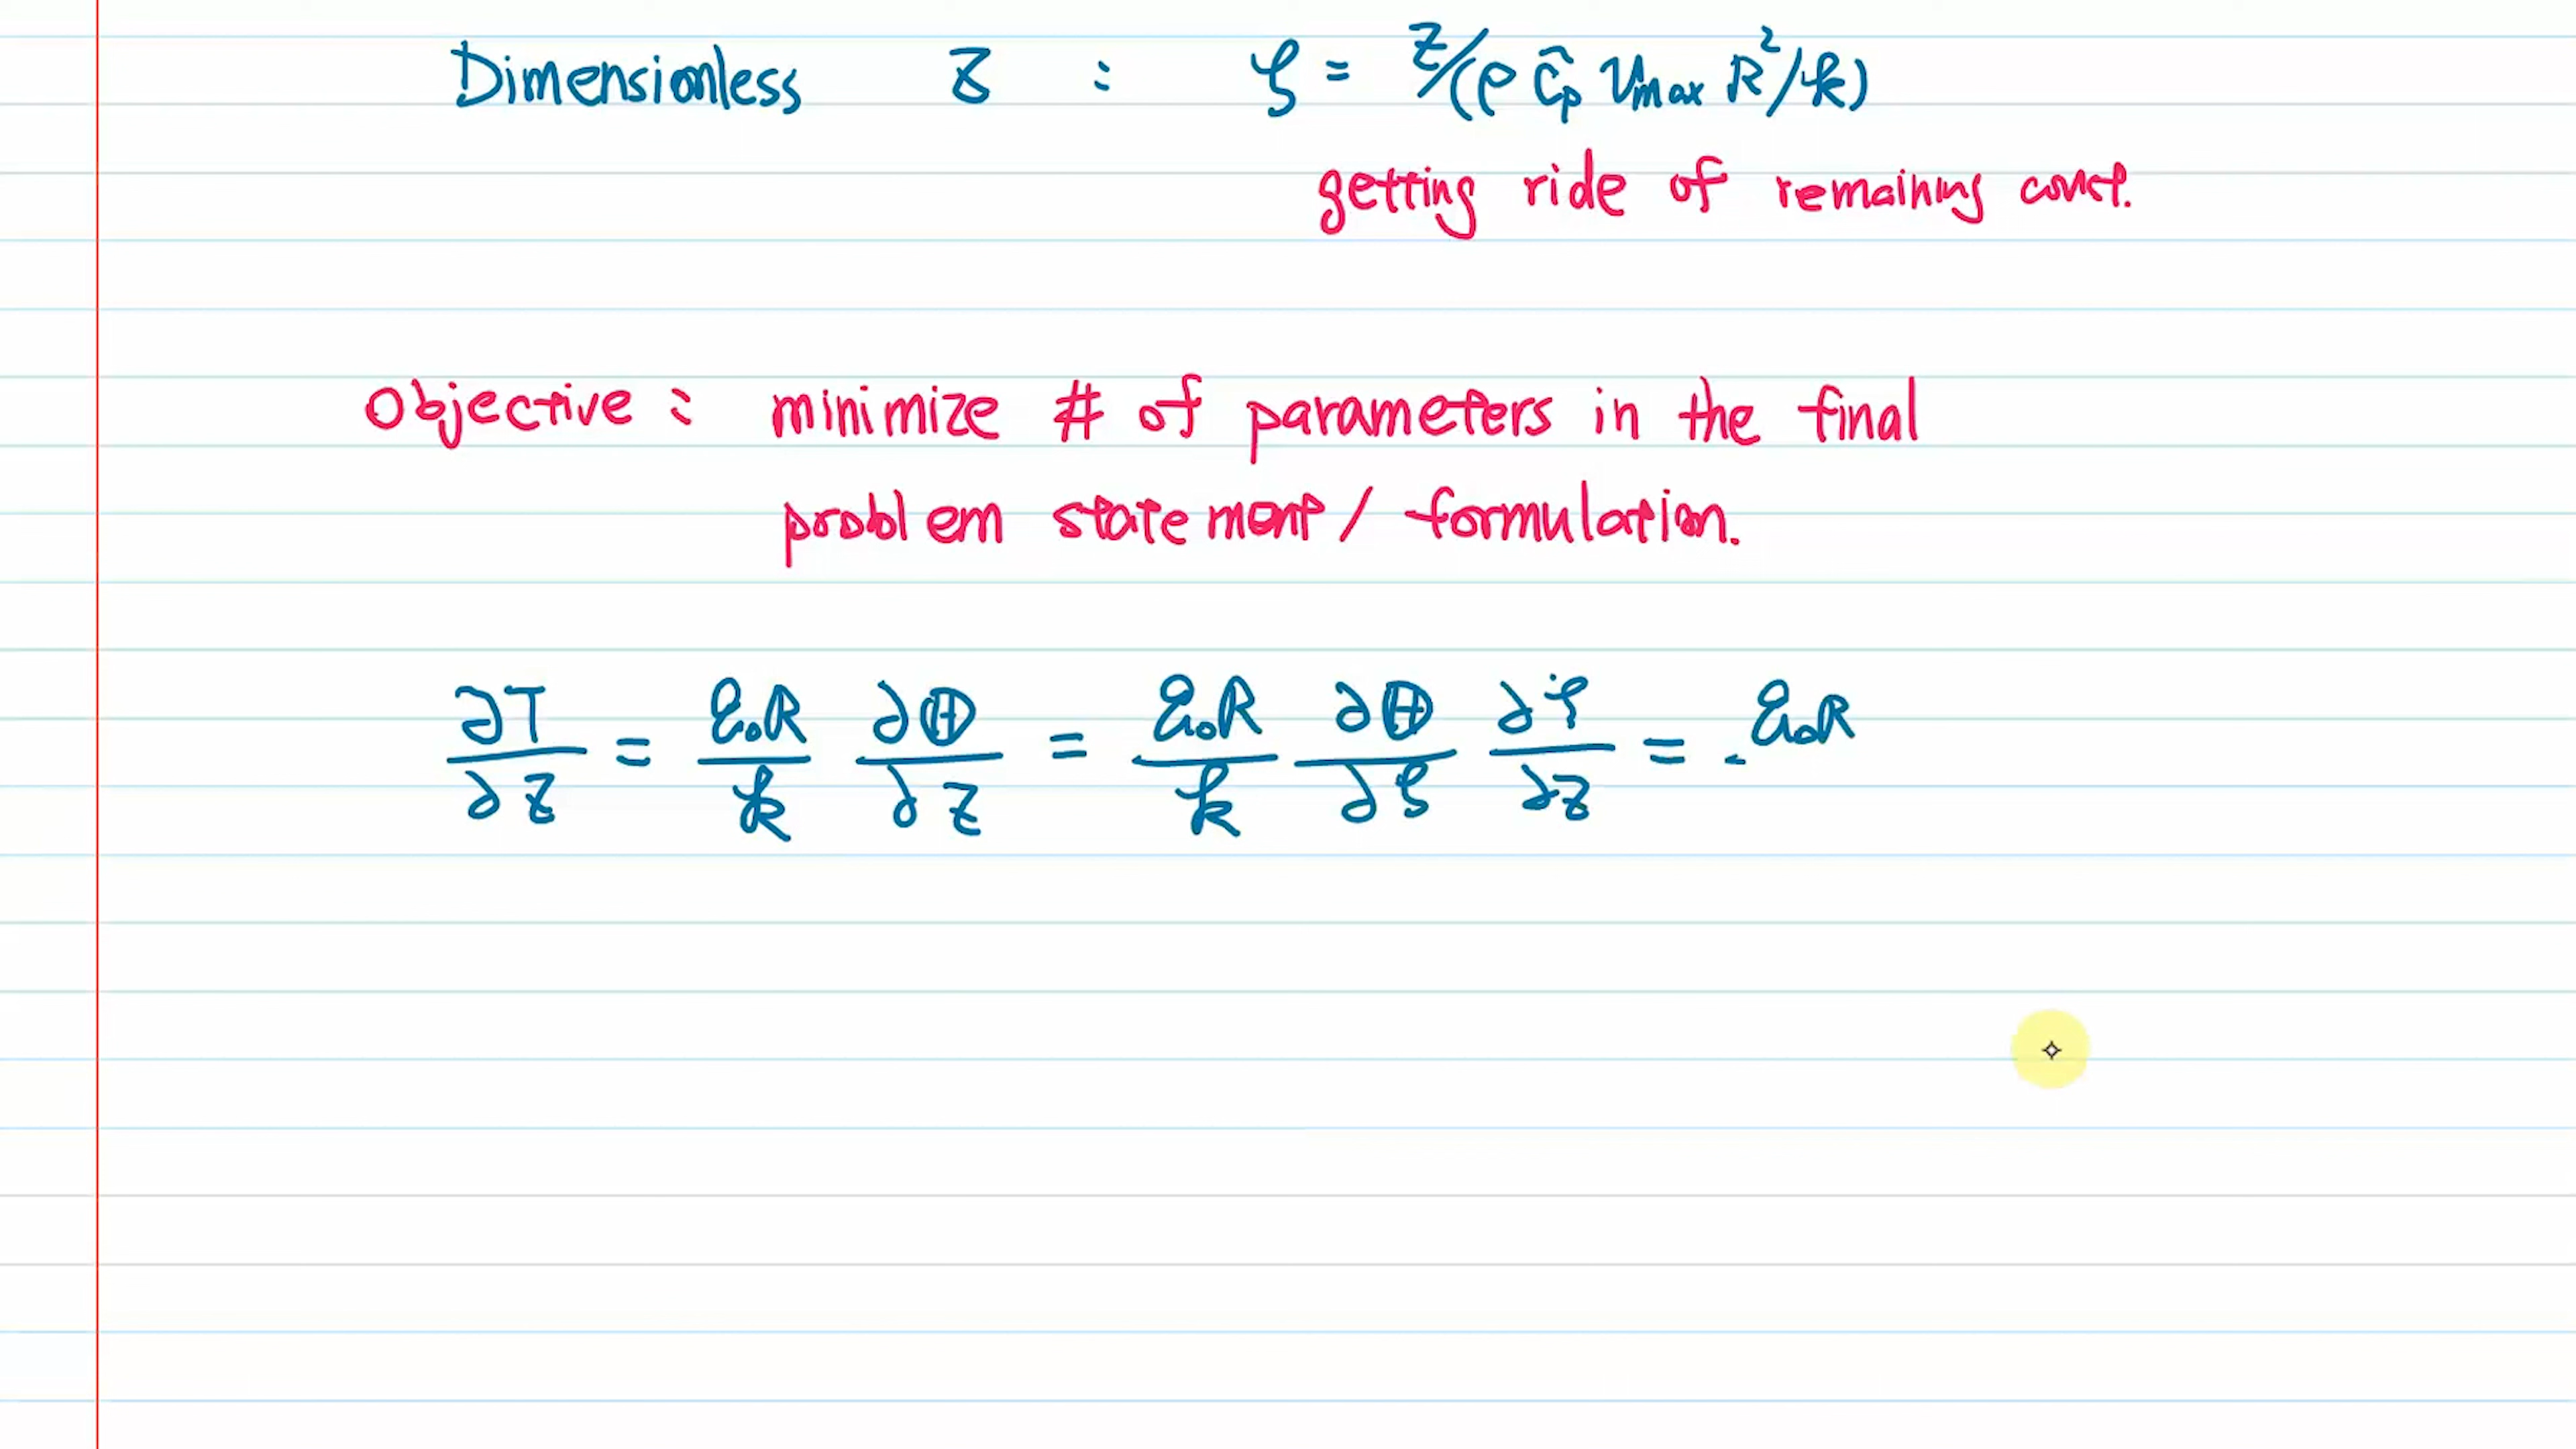 Dimensionless z : ζ = z/(ρ Ĉp vmax R²/k)
getting ride of remaining const.
Objective : minimize # of parameters in the final
problem statement / formulation.
∂T/∂z = q₀R/k ∂Θ/∂z = q₀R/k ∂Θ/∂ζ ∂ζ/∂z = q₀R